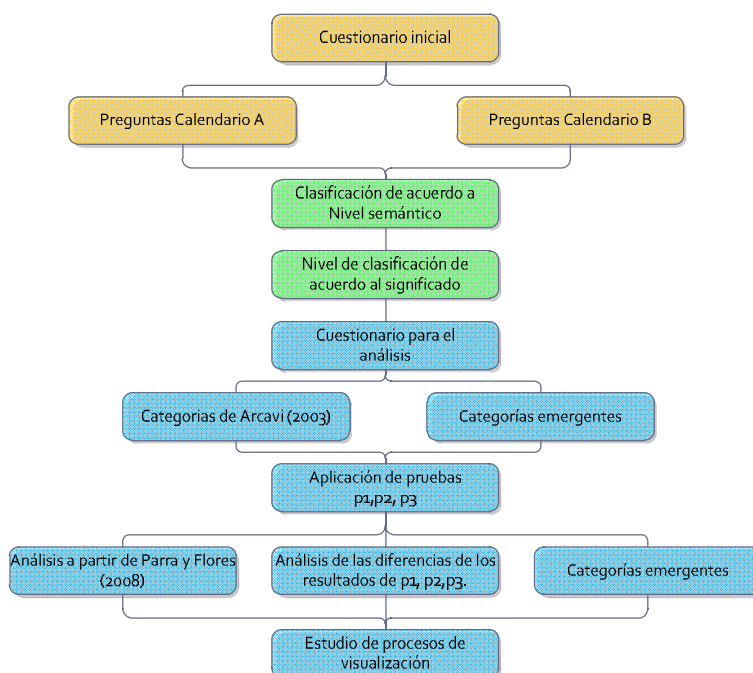 Cuestionario inicial
Preguntas Calendario A
Preguntas Calendario B
Clasificación de acuerdo a
Nivel semántico
Nivel de clasificación de
acuerdo al significado
Cuestionario para el
análisis
Categorias de Arcavi (2003)
Categorías emergentes
Aplicación de pruebas
p1,p2, p3
Análisis a partir de Parra y Flores
(2008)
Análisis de las diferencias de los
resultados de p1, p2,p3.
Categorías emergentes
Estudio de procesos de
visualización